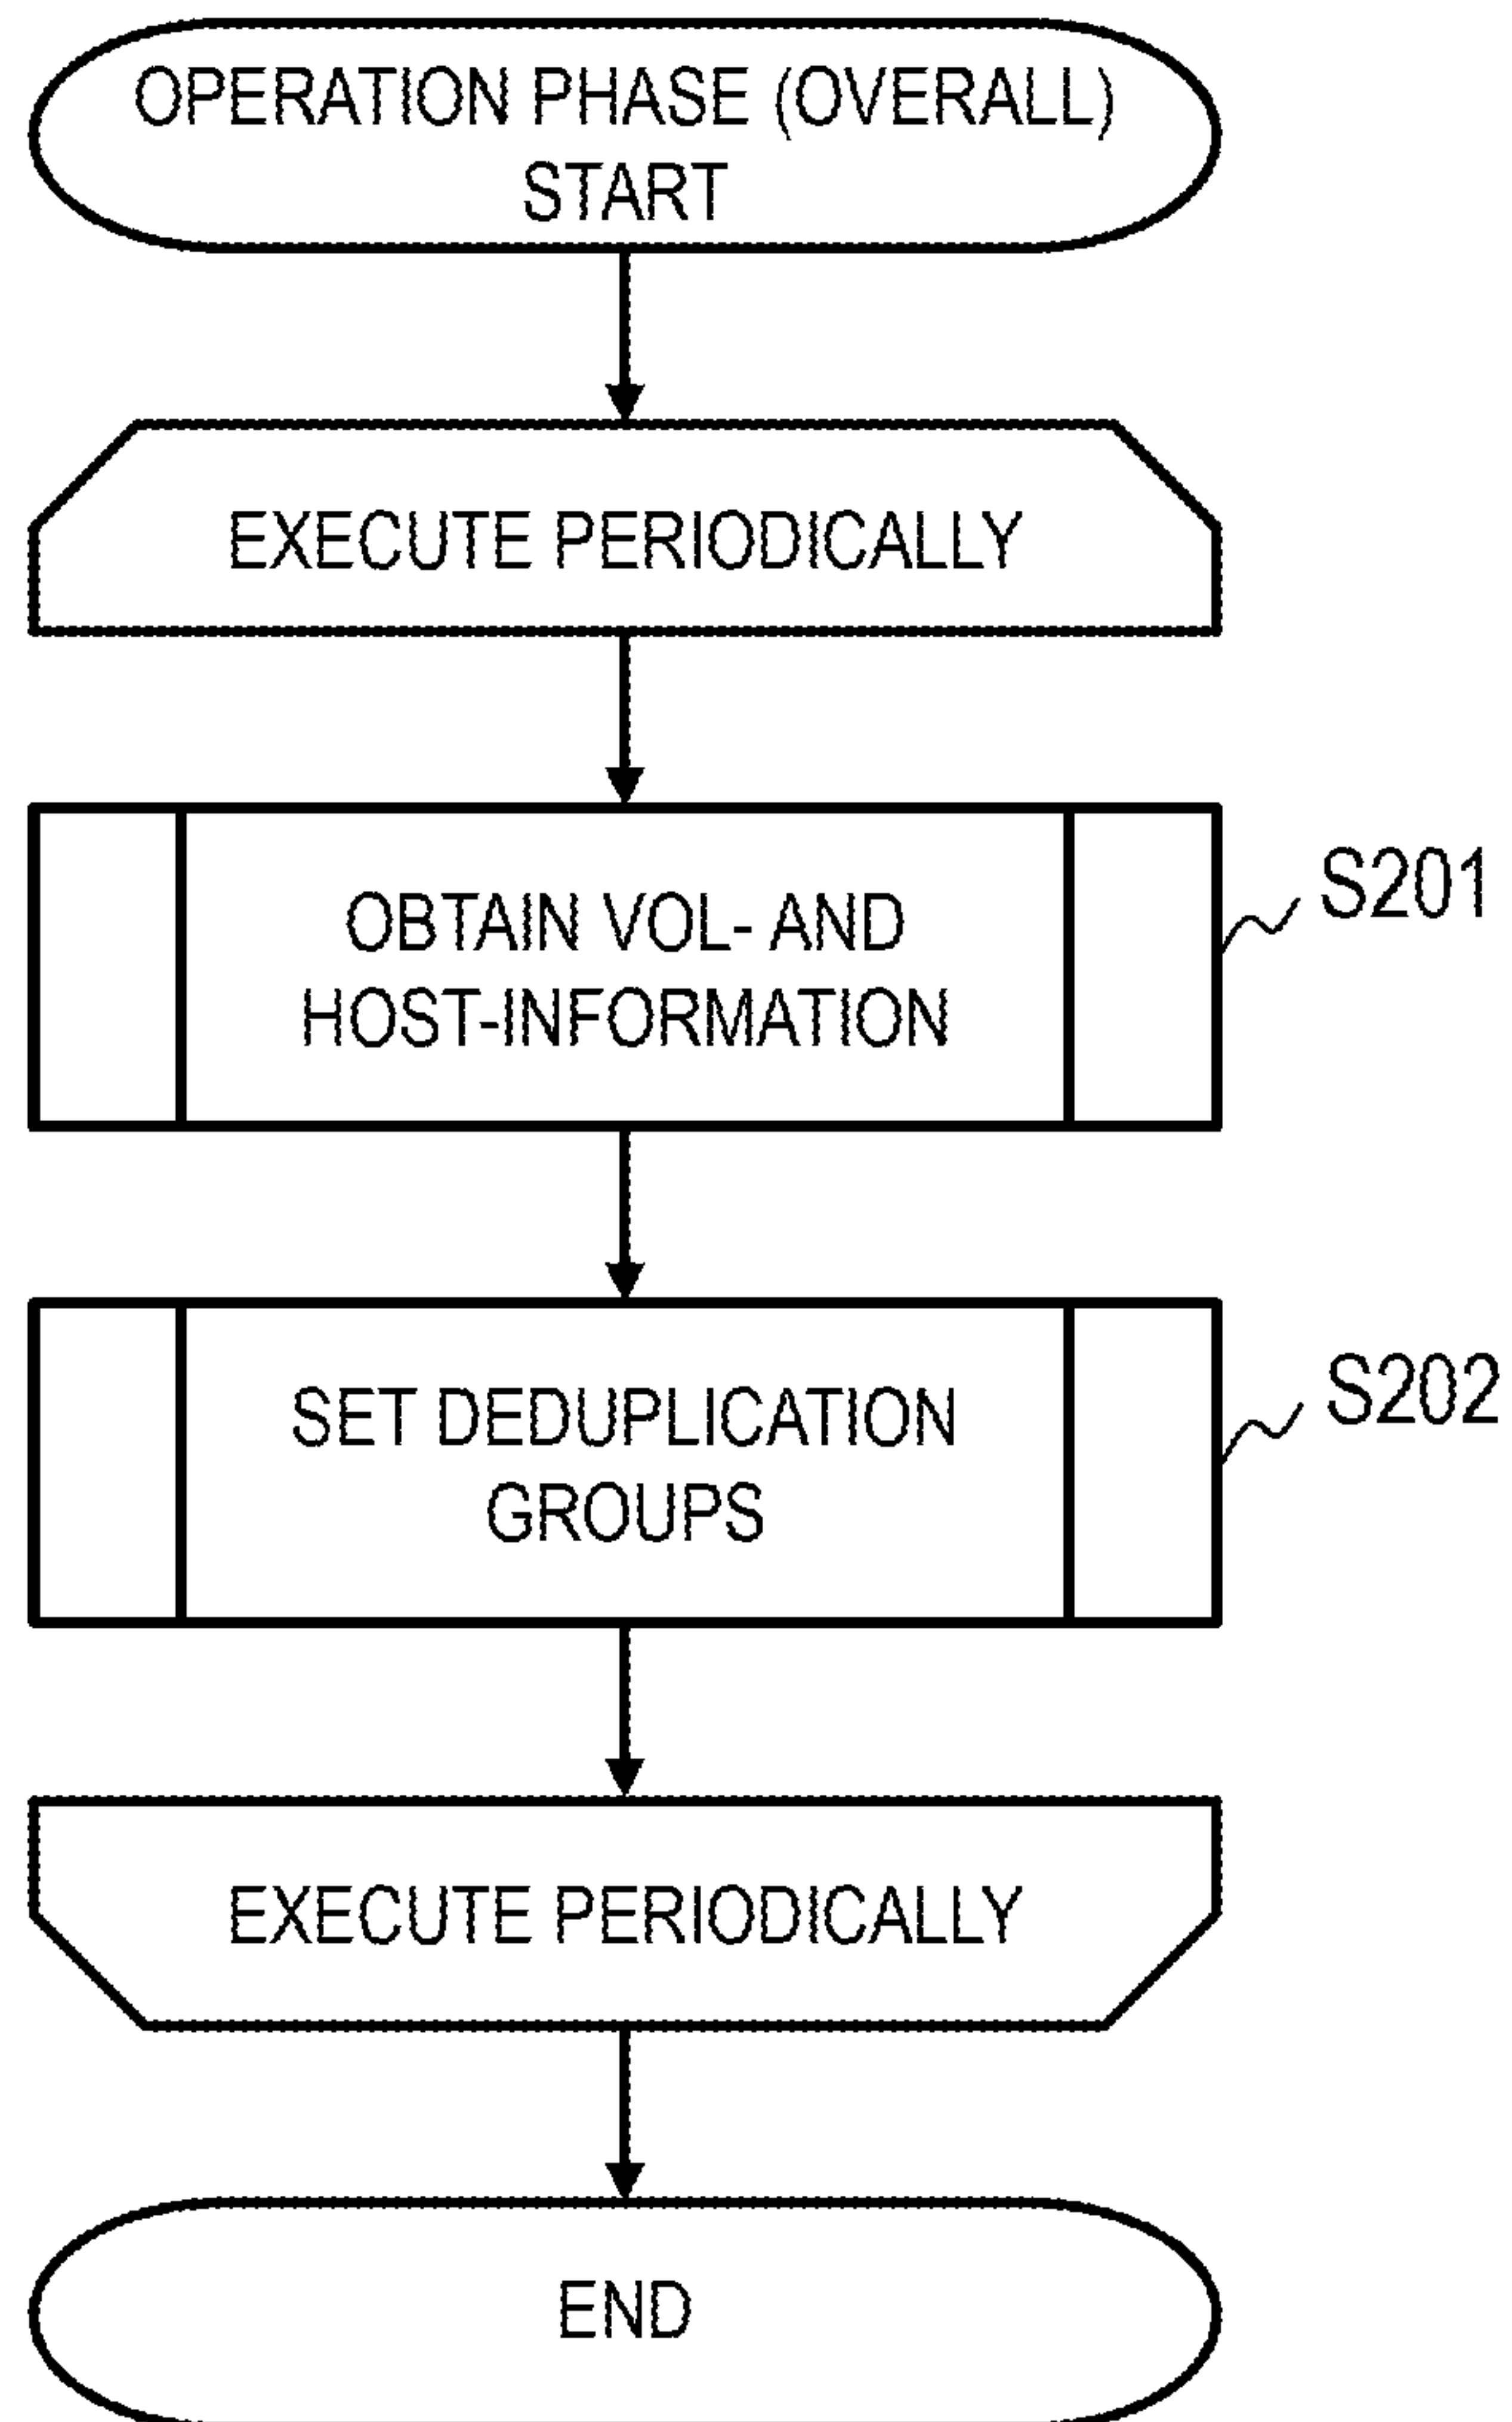 OPERATION PHASE (OVERALL)
START
EXECUTE PERIODICALLY
OBTAIN VOL- AND
HOST-INFORMATION
S201
SET DEDUPLICATION
GROUPS
S202
EXECUTE PERIODICALLY
END